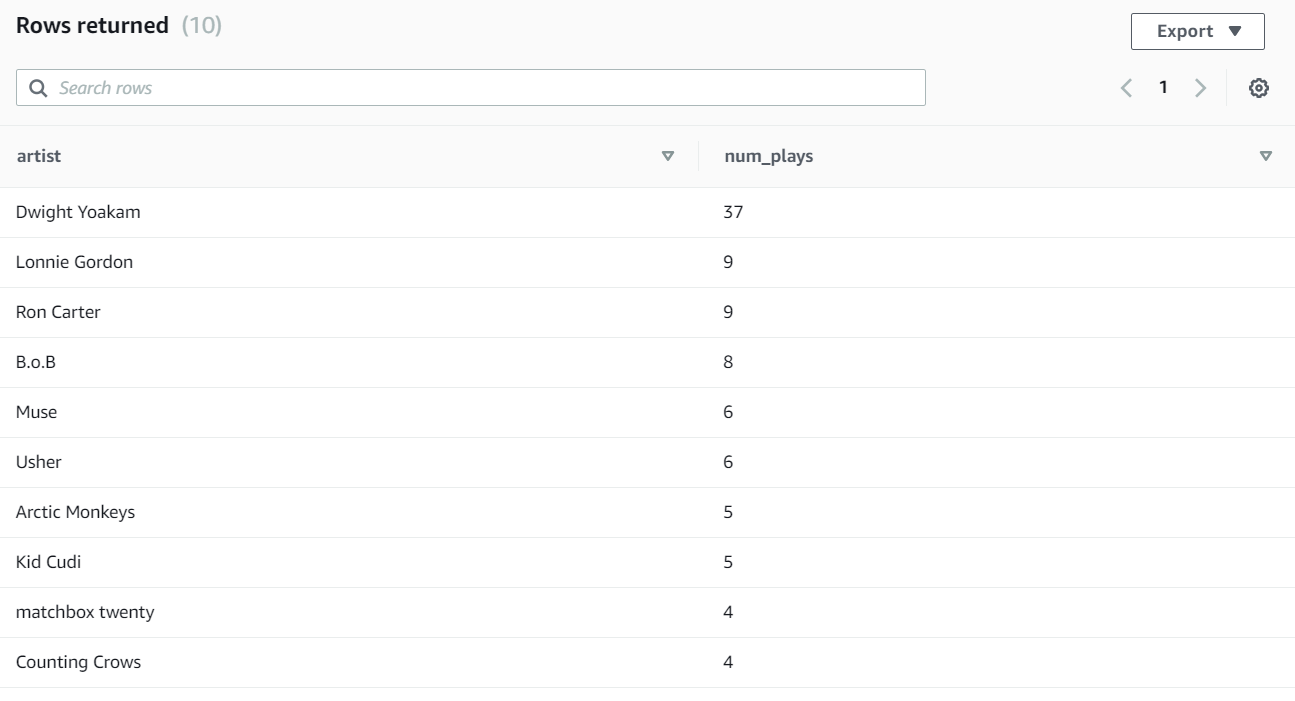 Rows returned (10)
Export
Search rows
1
artist num_plays
Dwight Yoakam 37
Lonnie Gordon 9
Ron Carter 9
B.o.B 8
Muse 6
Usher 6
Arctic Monkeys 5
Kid Cudi 5
matchbox twenty 4
Counting Crows 4